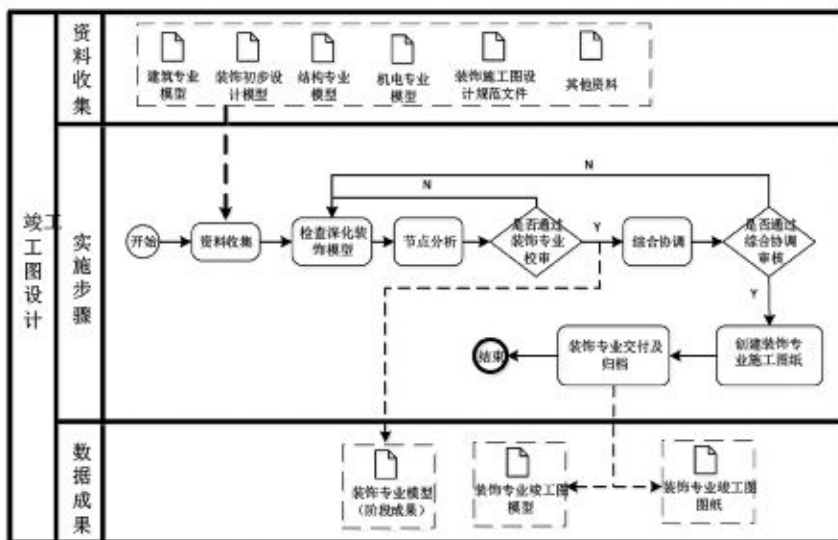 竣工
工图设计
资料收集
建筑专业
模型
装饰初步设
计模型
结构专业
模型
机电专业
模型
装饰施工图设
计规范文件
其他资料
实施步骤
开始
资料收集
检查深化装
饰模型
节点分析
是否通过
装饰专业
校审
N
Y
综合协调
是否通过
综合协调
审核
N
Y
创建装饰专
业施工图纸
装饰专业交付及
归档
结束
数据成果
装饰专业模型
（阶段成果）
装饰专业竣工图
模型
装饰专业竣工图
图纸